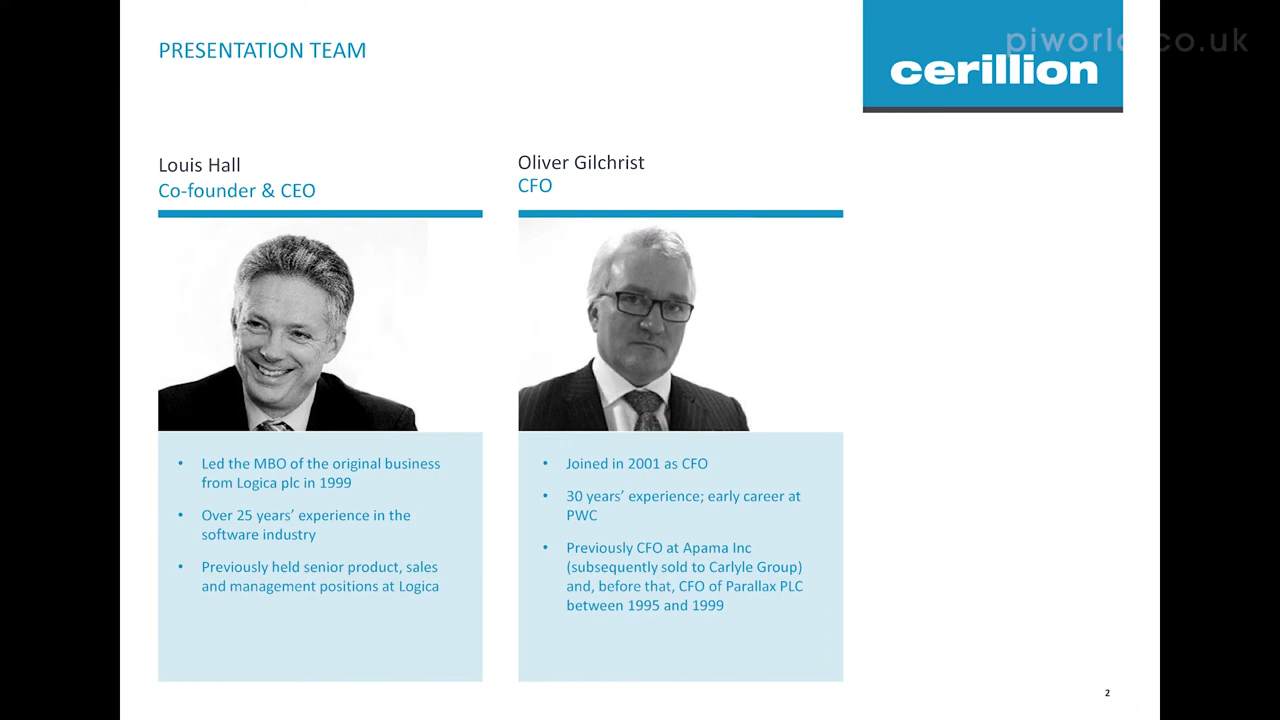 PRESENTATION TEAM
piworld.co.uk
cerillion
Louis Hall
Co-founder & CEO
Oliver Gilchrist
CFO
• Led the MBO of the original business
from Logica plc in 1999
• Over 25 years’ experience in the
software industry
• Previously held senior product, sales
and management positions at Logica
• Joined in 2001 as CFO
• 30 years’ experience; early career at
PWC
• Previously CFO at Apama Inc
(subsequently sold to Carlyle Group)
and, before that, CFO of Parallax PLC
between 1995 and 1999
2